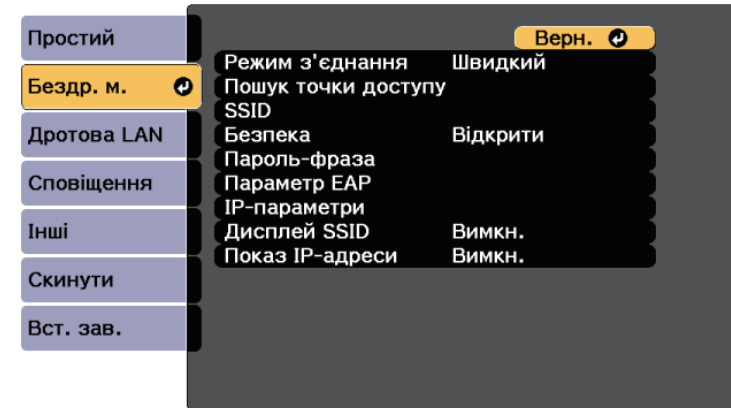 Простий
Бездр. м.
Дротова LAN
Сповіщення
Інші
Скинути
Вст. зав.
Верн.
Режим з'єднання Швидкий
Пошук точки доступу
SSID
Безпека Відкрити
Пароль-фраза
Параметр EAP
IP-параметри
Дисплей SSID Вимкн.
Показ IP-адреси Вимкн.